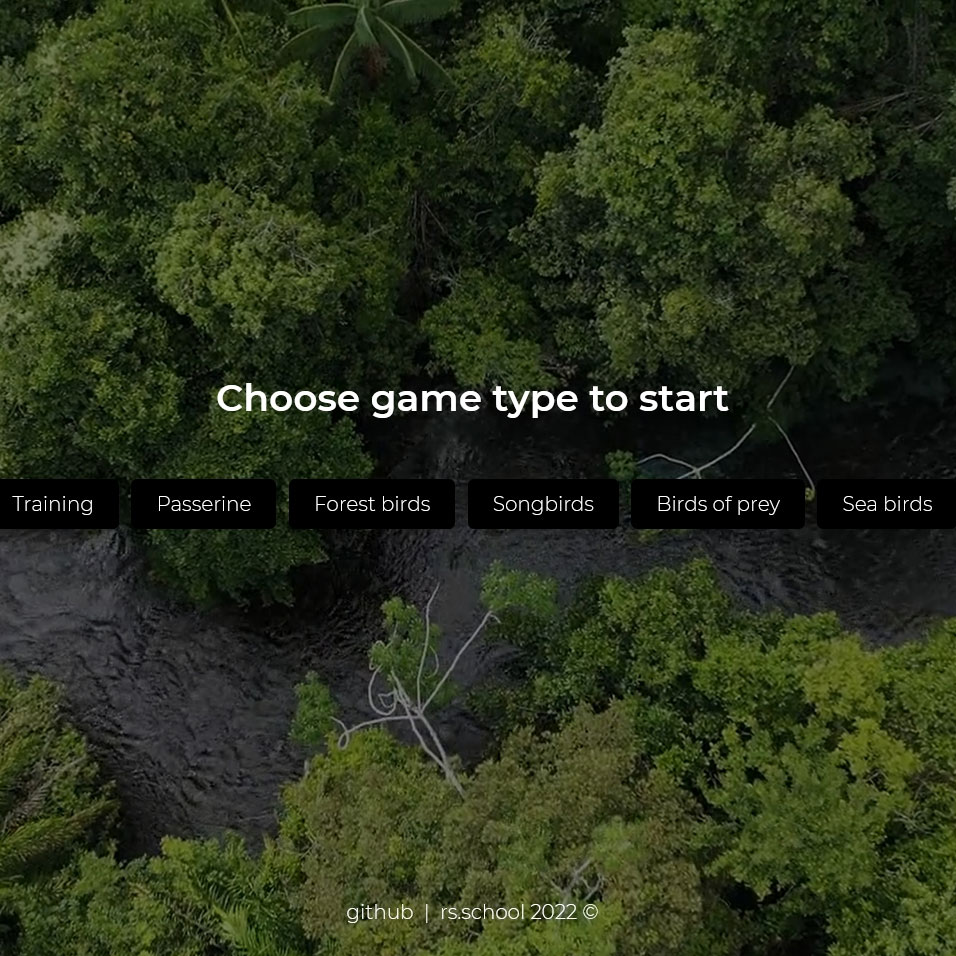 Choose game type to start
Training Passerine Forest birds Songbirds Birds of prey Sea birds
github | rs.school 2022 ©